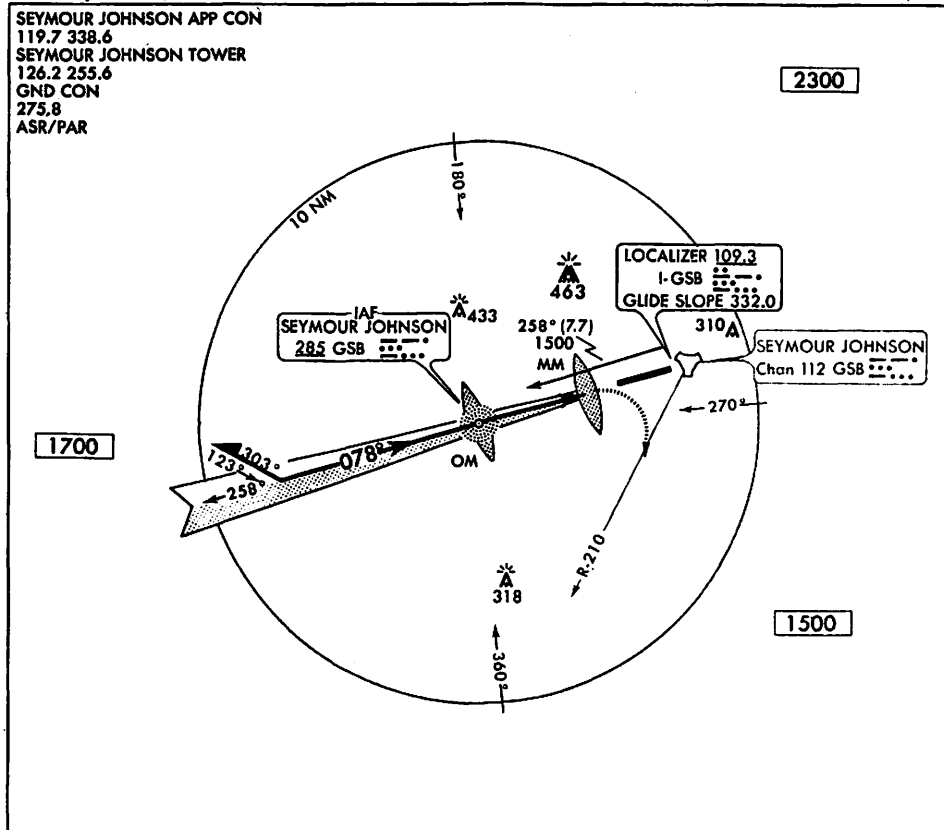 SEYMOUR JOHNSON APP CON
119.7 338.6
SEYMOUR JOHNSON TOWER
126.2 255.6
GND CON
275.8
ASR/PAR
2300
10 NM
180°
LOCALIZER 109.3
I-GSB
GLIDE SLOPE 332.0
463
433
IAF
SEYMOUR JOHNSON
285 GSB
258° (7.7)
1500
MM
310
SEYMOUR JOHNSON
Chan 112 GSB
270°
1700
303°
123°
258°
078°
OM
R-210
318
360°
1500